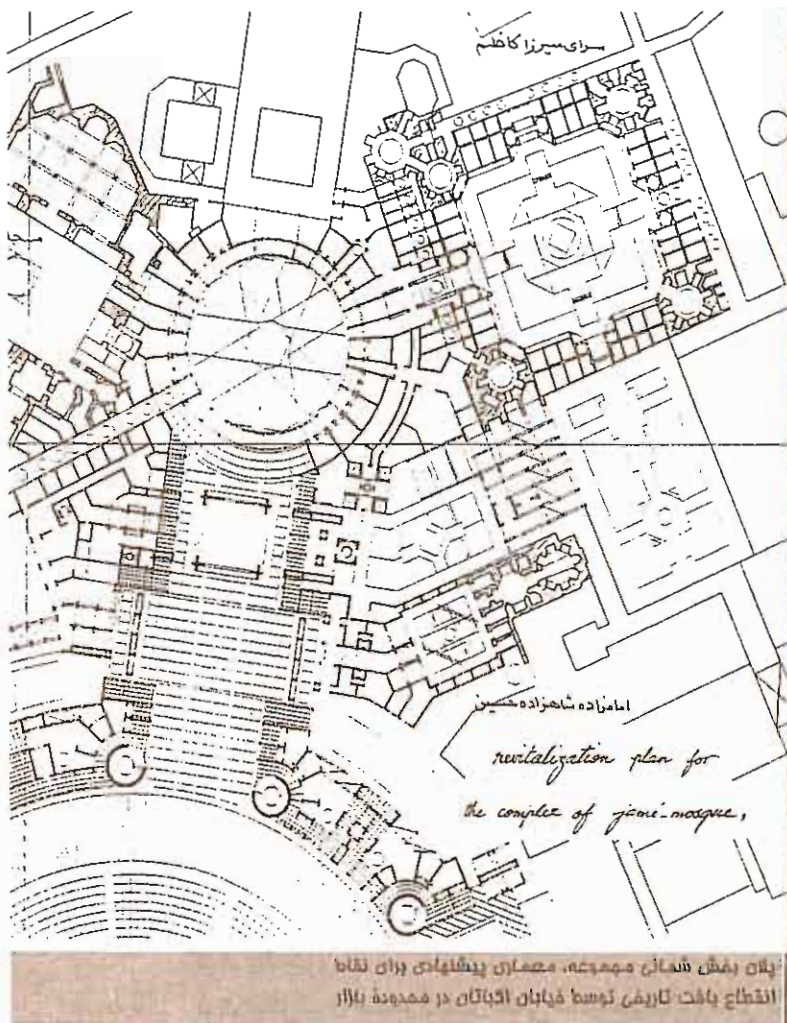 سرای میرزا کاظم
امامزاده شاهزاده حسین
revitalization plan for
the complex of jamé-mosque,
پلان بخش شمالی مجموعه، معماری پیشنهادی برای نقاط
انقطاع بافت تاریخی توسط خیابان اکباتان در محدودهٔ بازار